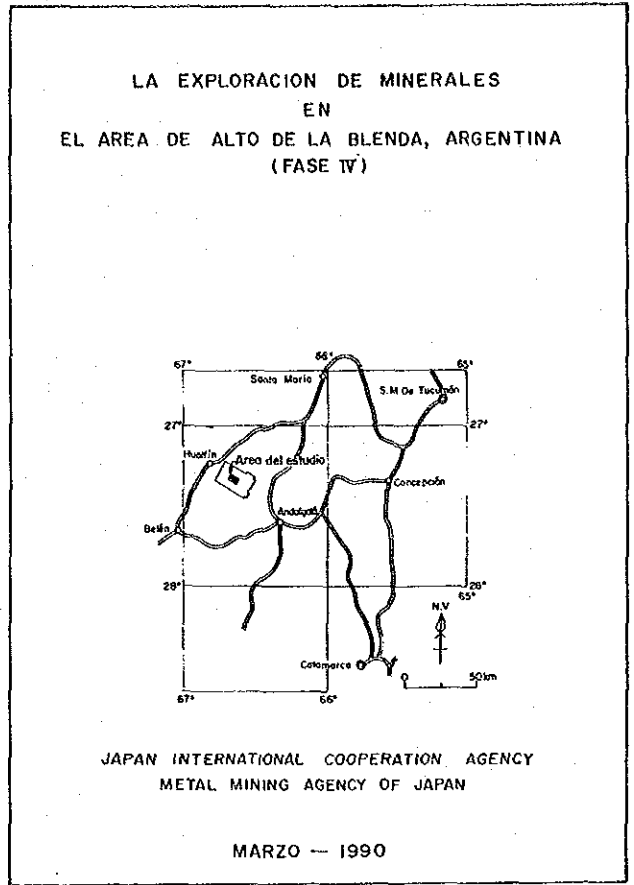 LA EXPLORACION DE MINERALES
EN
EL AREA DE ALTO DE LA BLENDA, ARGENTINA
(FASE IV)
67° 66° 65°
Santa María
S.M. De Tucumán
27° 27°
Hualfín
Area del estudio
Concepción
Andalgalá
Belén
28° 28°
65°
N.V
Catamarca
0 50km
67° 66°
JAPAN INTERNATIONAL COOPERATION AGENCY
METAL MINING AGENCY OF JAPAN
MARZO — 1990